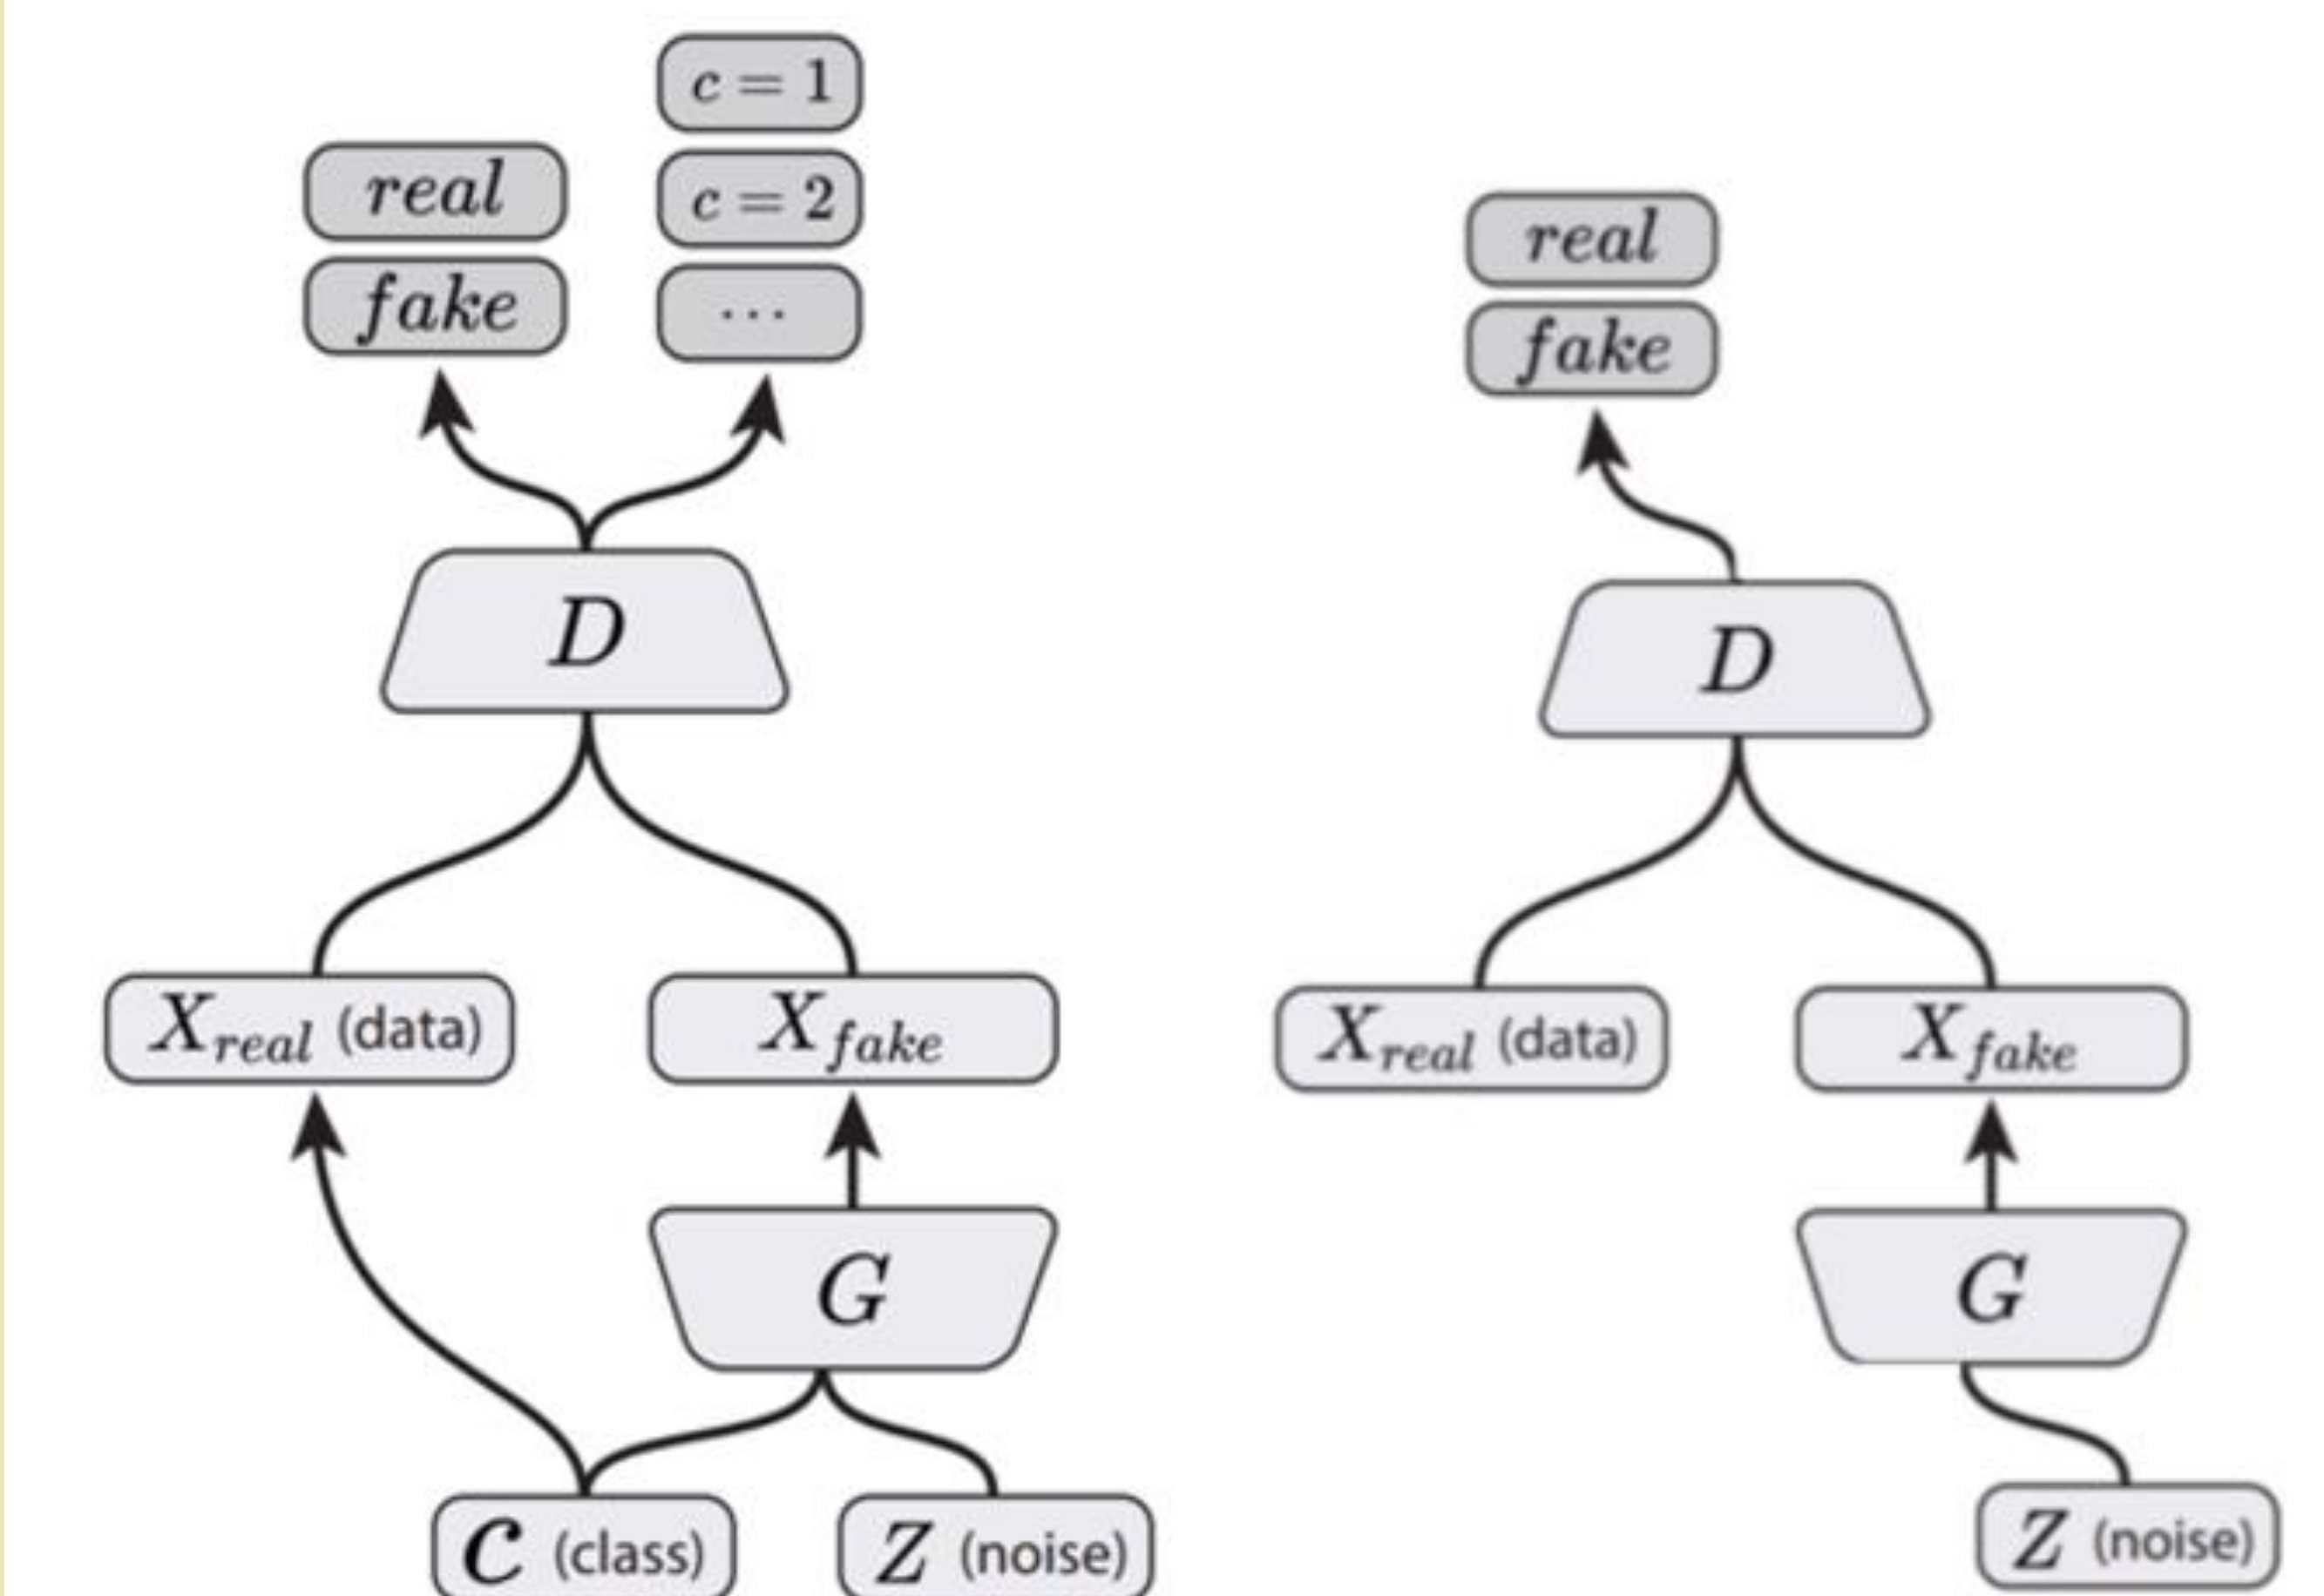 c = 1
real
c = 2
fake
...
D
X_real (data)
X_fake
G
C (class)
Z (noise)
real
fake
D
X_real (data)
X_fake
G
Z (noise)